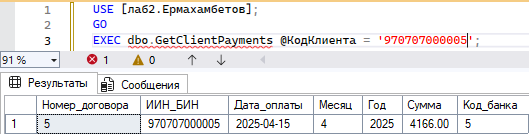 1 USE [лаб2.Ермахамбетов];
2 GO
3 EXEC dbo.GetClientPayments @КодКлиента = '970707000005';
91 % 1 0
Результаты Сообщения
Номер_договора ИИН_БИН Дата_оплаты Месяц Год Сумма Код_банка
1 5 970707000005 2025-04-15 4 2025 4166.00 5